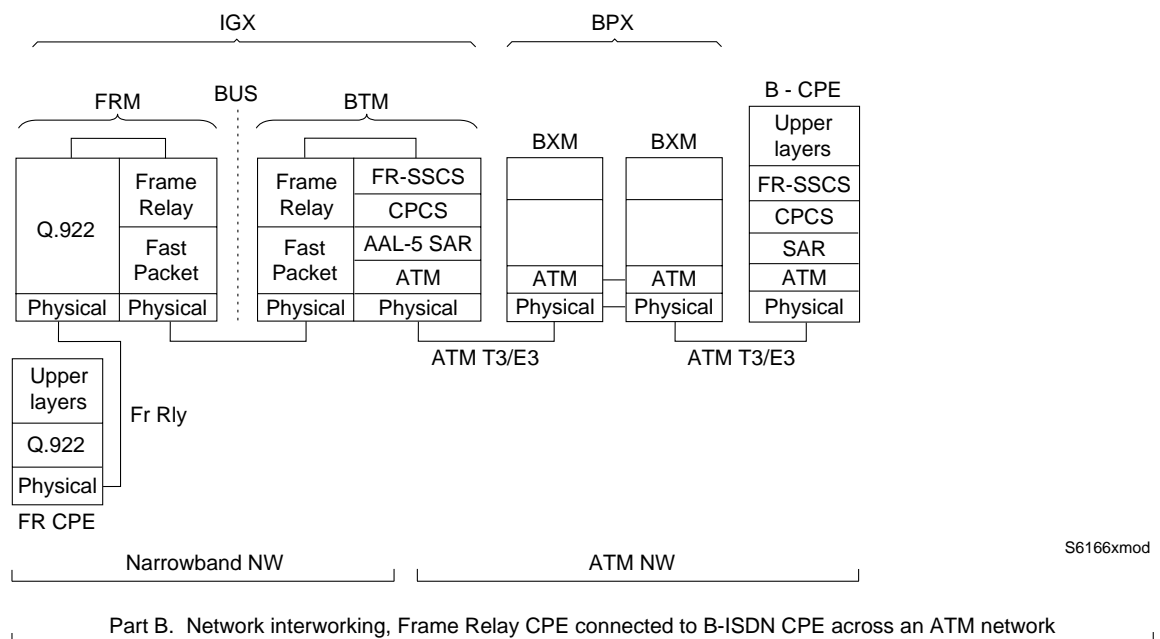 IGX
BPX
FRM
BUS
BTM
B - CPE
BXM
BXM
Q.922
Physical
Frame
Relay
Fast
Packet
Physical
Frame
Relay
Fast
Packet
Physical
FR-SSCS
CPCS
AAL-5 SAR
ATM
Physical
ATM
Physical
ATM
Physical
Upper
layers
FR-SSCS
CPCS
SAR
ATM
Physical
ATM T3/E3
ATM T3/E3
Upper
layers
Q.922
Physical
Fr Rly
FR CPE
S6166xmod
Narrowband NW
ATM NW
Part B. Network interworking, Frame Relay CPE connected to B-ISDN CPE across an ATM network